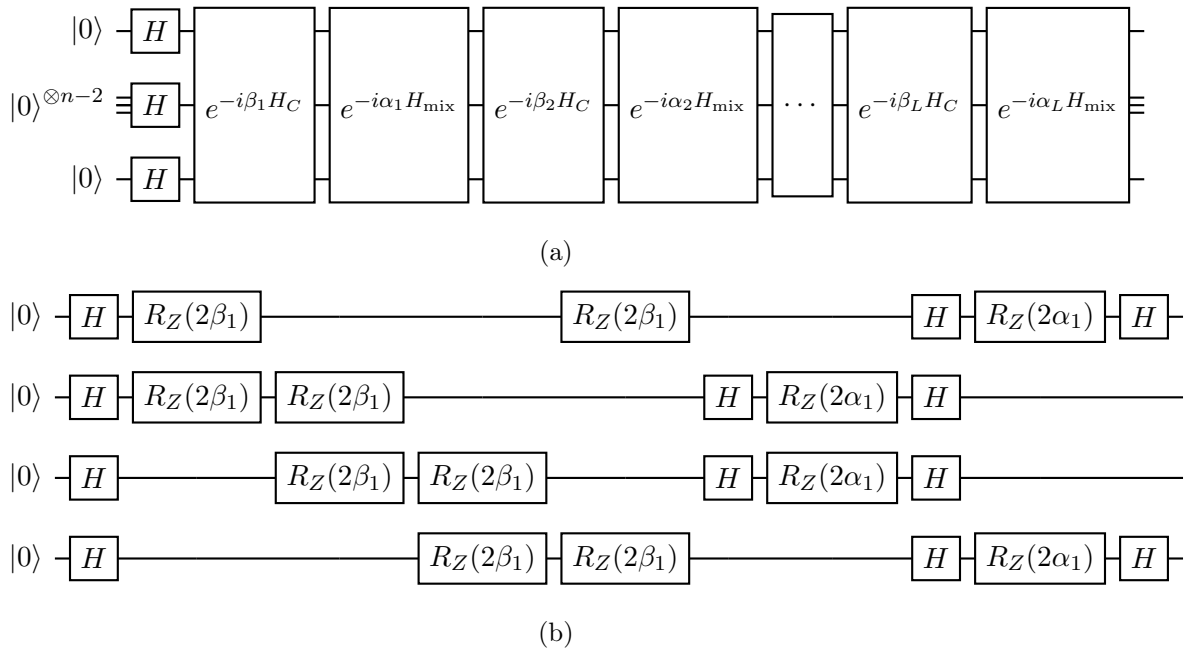 |0⟩ H
|0⟩^{⊗n−2} H e^{−iβ_1 H_C} e^{−iα_1 H_mix} e^{−iβ_2 H_C} e^{−iα_2 H_mix} ⋯ e^{−iβ_L H_C} e^{−iα_L H_mix}
|0⟩ H
(a)
|0⟩ H R_Z(2β_1) R_Z(2β_1) H R_Z(2α_1) H
|0⟩ H R_Z(2β_1) R_Z(2β_1) H R_Z(2α_1) H
|0⟩ H R_Z(2β_1) R_Z(2β_1) H R_Z(2α_1) H
|0⟩ H R_Z(2β_1) R_Z(2β_1) H R_Z(2α_1) H
(b)